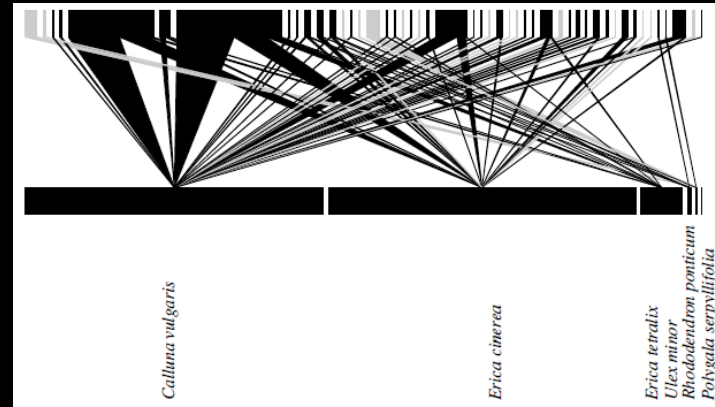 Calluna vulgaris
Erica cinerea
Erica tetralix
Ulex minor
Rhododendron ponticum
Polygala serpyllifolia